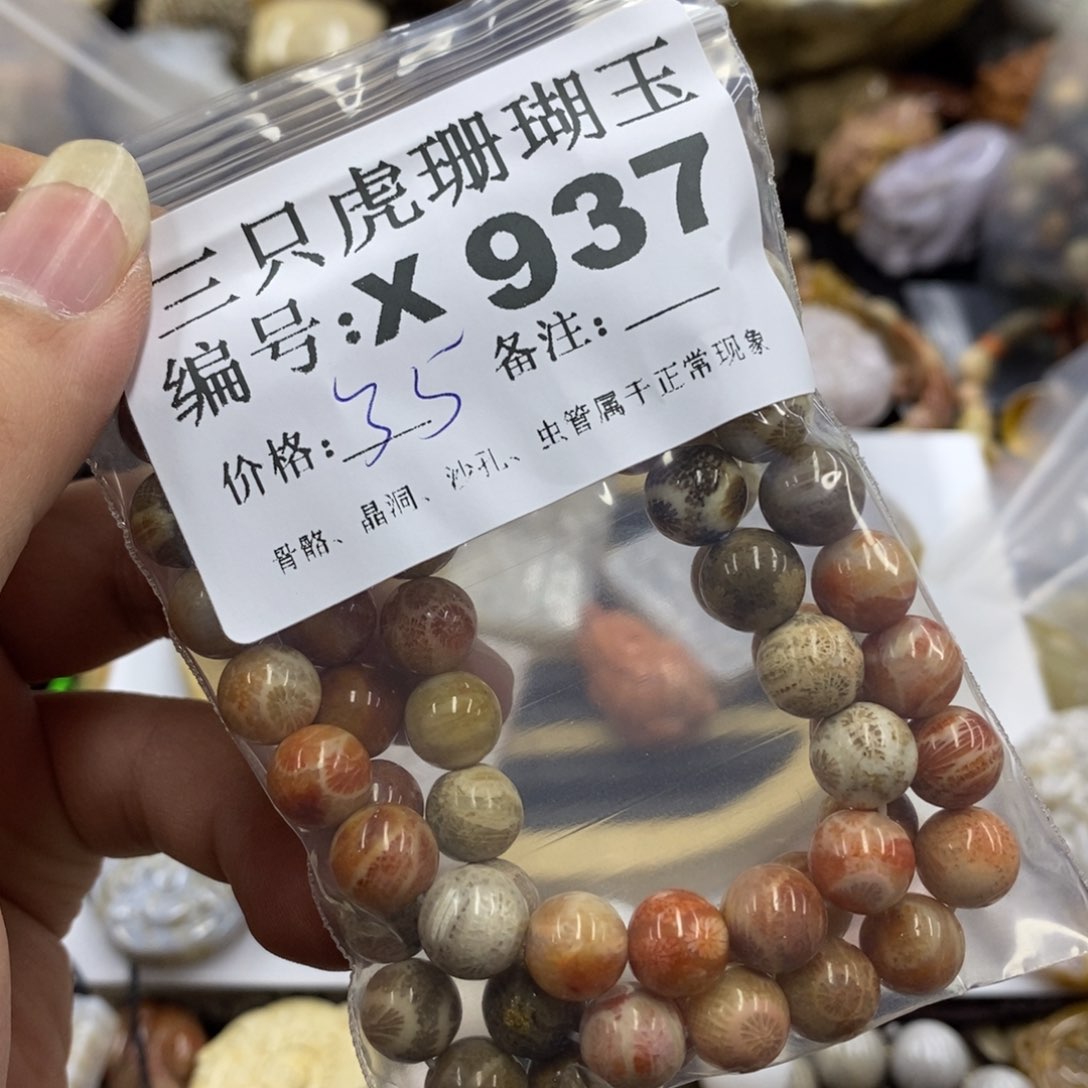 三只虎珊瑚玉
编号:X 937
价格:35 备注:
骨骼、晶洞、沙孔、虫管属于正常现象